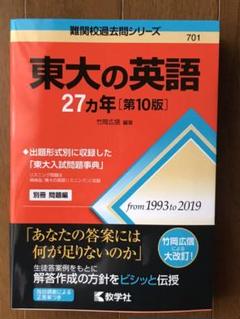 難関校過去問シリーズ
701
東大の英語
27カ年[第10版]
竹岡広信 編著
◆出題形式別に収録した
「東大入試問題事典」
別冊 問題編
from 1993 to 2019
「あなたの答案には
何が足りないのか」
生徒答案例をもとに
解答作成の方針をビシッと伝授
竹岡広信
による
大改訂!
教学社